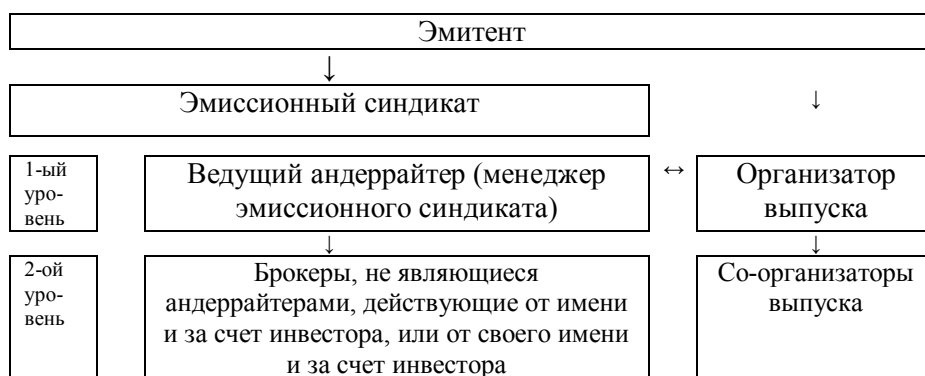 Эмитент
↓
Эмиссионный синдикат
↓
1-ый
уро-
вень
Ведущий андеррайтер (менеджер
эмиссионного синдиката)
↔
Организатор
выпуска
↓
↓
2-ой
уро-
вень
Брокеры, не являющиеся
андеррайтерами, действующие от имени
и за счет инвестора, или от своего имени
и за счет инвестора
Со-организаторы
выпуска